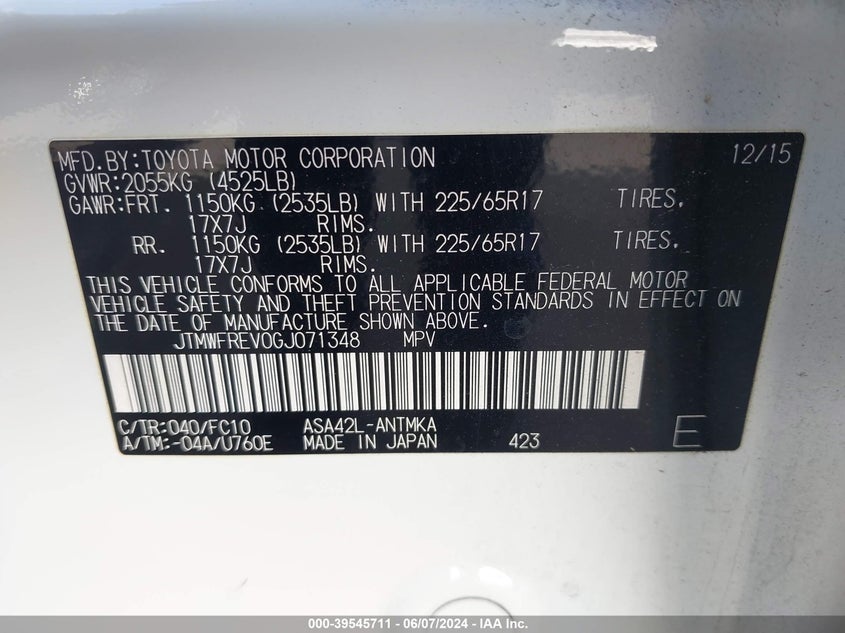 MFD.BY:TOYOTA MOTOR CORPORATION 12/15
GVWR:2055KG (4525LB)
GAWR:FRT. 1150KG (2535LB) WITH 225/65R17 TIRES,
17X7J RIMS.
RR. 1150KG (2535LB) WITH 225/65R17 TIRES,
17X7J RIMS.
THIS VEHICLE CONFORMS TO ALL APPLICABLE FEDERAL MOTOR
VEHICLE SAFETY AND THEFT PREVENTION STANDARDS IN EFFECT ON
THE DATE OF MANUFACTURE SHOWN ABOVE.
JTMWFREV0GJ071348 MPV
C/TR:040/FC10 ASA42L-ANTMKA
A/TM:-04A/U760E MADE IN JAPAN 423 E
000-39545711 - 06/07/2024 - IAA Inc.